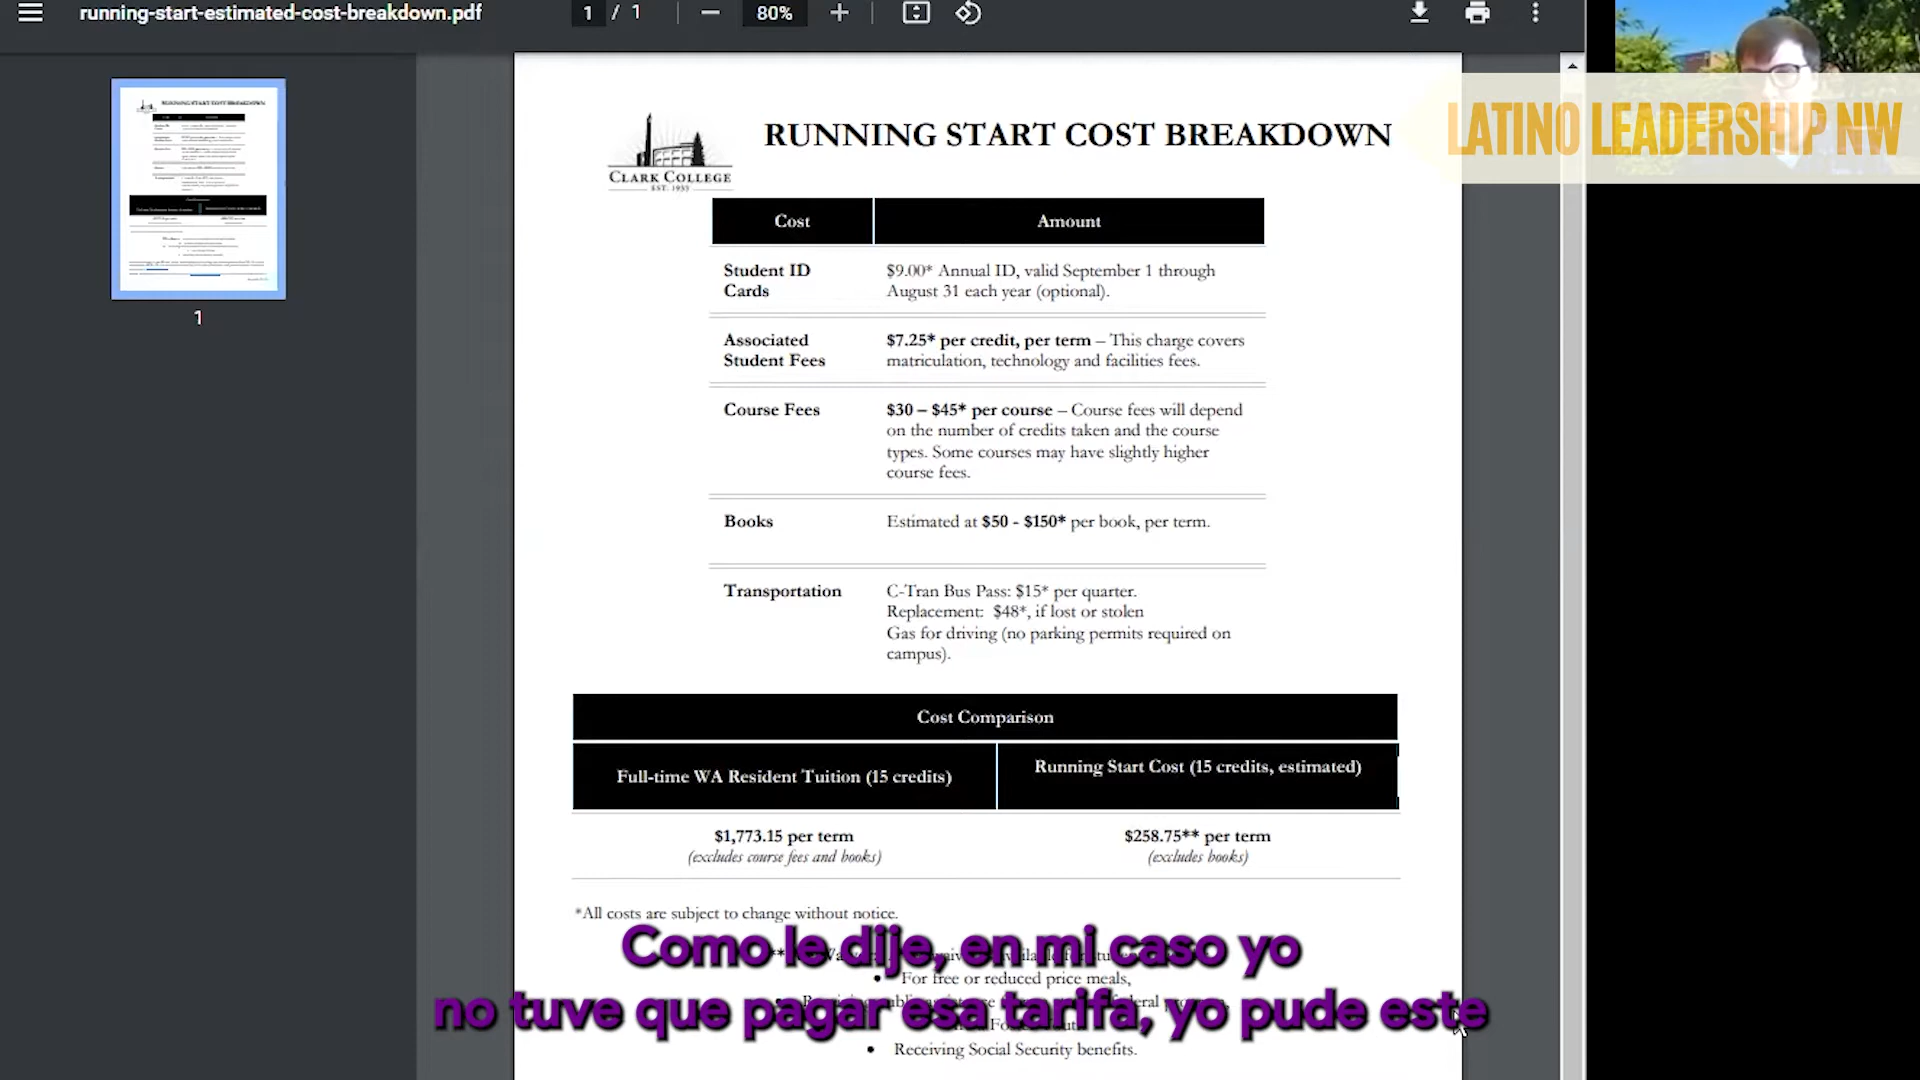 running-start-estimated-cost-breakdown.pdf
1 / 1
80%
LATINO LEADERSHIP NW
CLARK COLLEGE
EST. 1933
RUNNING START COST BREAKDOWN
Cost
Amount
Student ID
Cards
$9.00* Annual ID, valid September 1 through
August 31 each year (optional).
Associated
Student Fees
$7.25* per credit, per term – This charge covers
matriculation, technology and facilities fees.
Course Fees
$30 – $45* per course – Course fees will depend
on the number of credits taken and the course
types. Some courses may have slightly higher
course fees.
Books
Estimated at $50 - $150* per book, per term.
Transportation
C-Tran Bus Pass: $15* per quarter.
Replacement: $48*, if lost or stolen
Gas for driving (no parking permits required on
campus).
Cost Comparison
Full-time WA Resident Tuition (15 credits)
Running Start Cost (15 credits, estimated)
$1,773.15 per term
(excludes course fees and books)
$258.75** per term
(excludes books)
*All costs are subject to change without notice.
Como le dije, en mi caso yo
no tuve que pagar esa tarifa, yo pude este
• For free or reduced price meals,
• Receiving Social Security benefits.
1